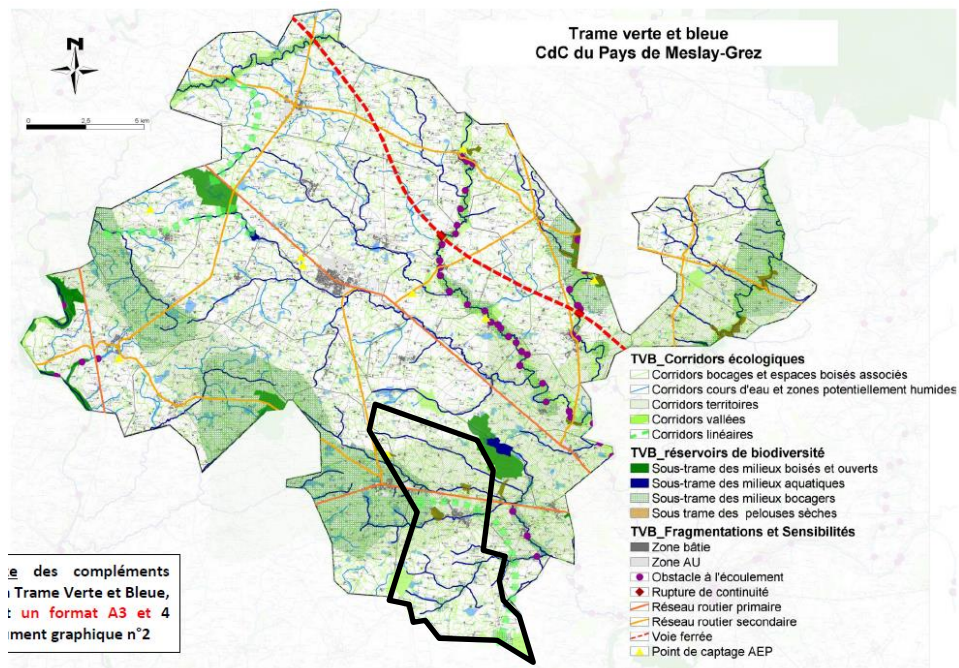 Trame verte et bleue
CdC du Pays de Meslay-Grez
N
0 2,5 5 km
TVB_Corridors écologiques
Corridors bocages et espaces boisés associés
Corridors cours d'eau et zones potentiellement humides
Corridors territoires
Corridors vallées
Corridors linéaires
TVB_réservoirs de biodiversité
Sous-trame des milieux boisés et ouverts
Sous-trame des milieux aquatiques
Sous-trame des milieux bocagers
Sous trame des pelouses sèches
TVB_Fragmentations et Sensibilités
Zone bâtie
Zone AU
Obstacle à l'écoulement
Rupture de continuité
Réseau routier primaire
Réseau routier secondaire
Voie ferrée
Point de captage AEP
des compléments
Trame Verte et Bleue,
un format A3 et 4
ument graphique n°2